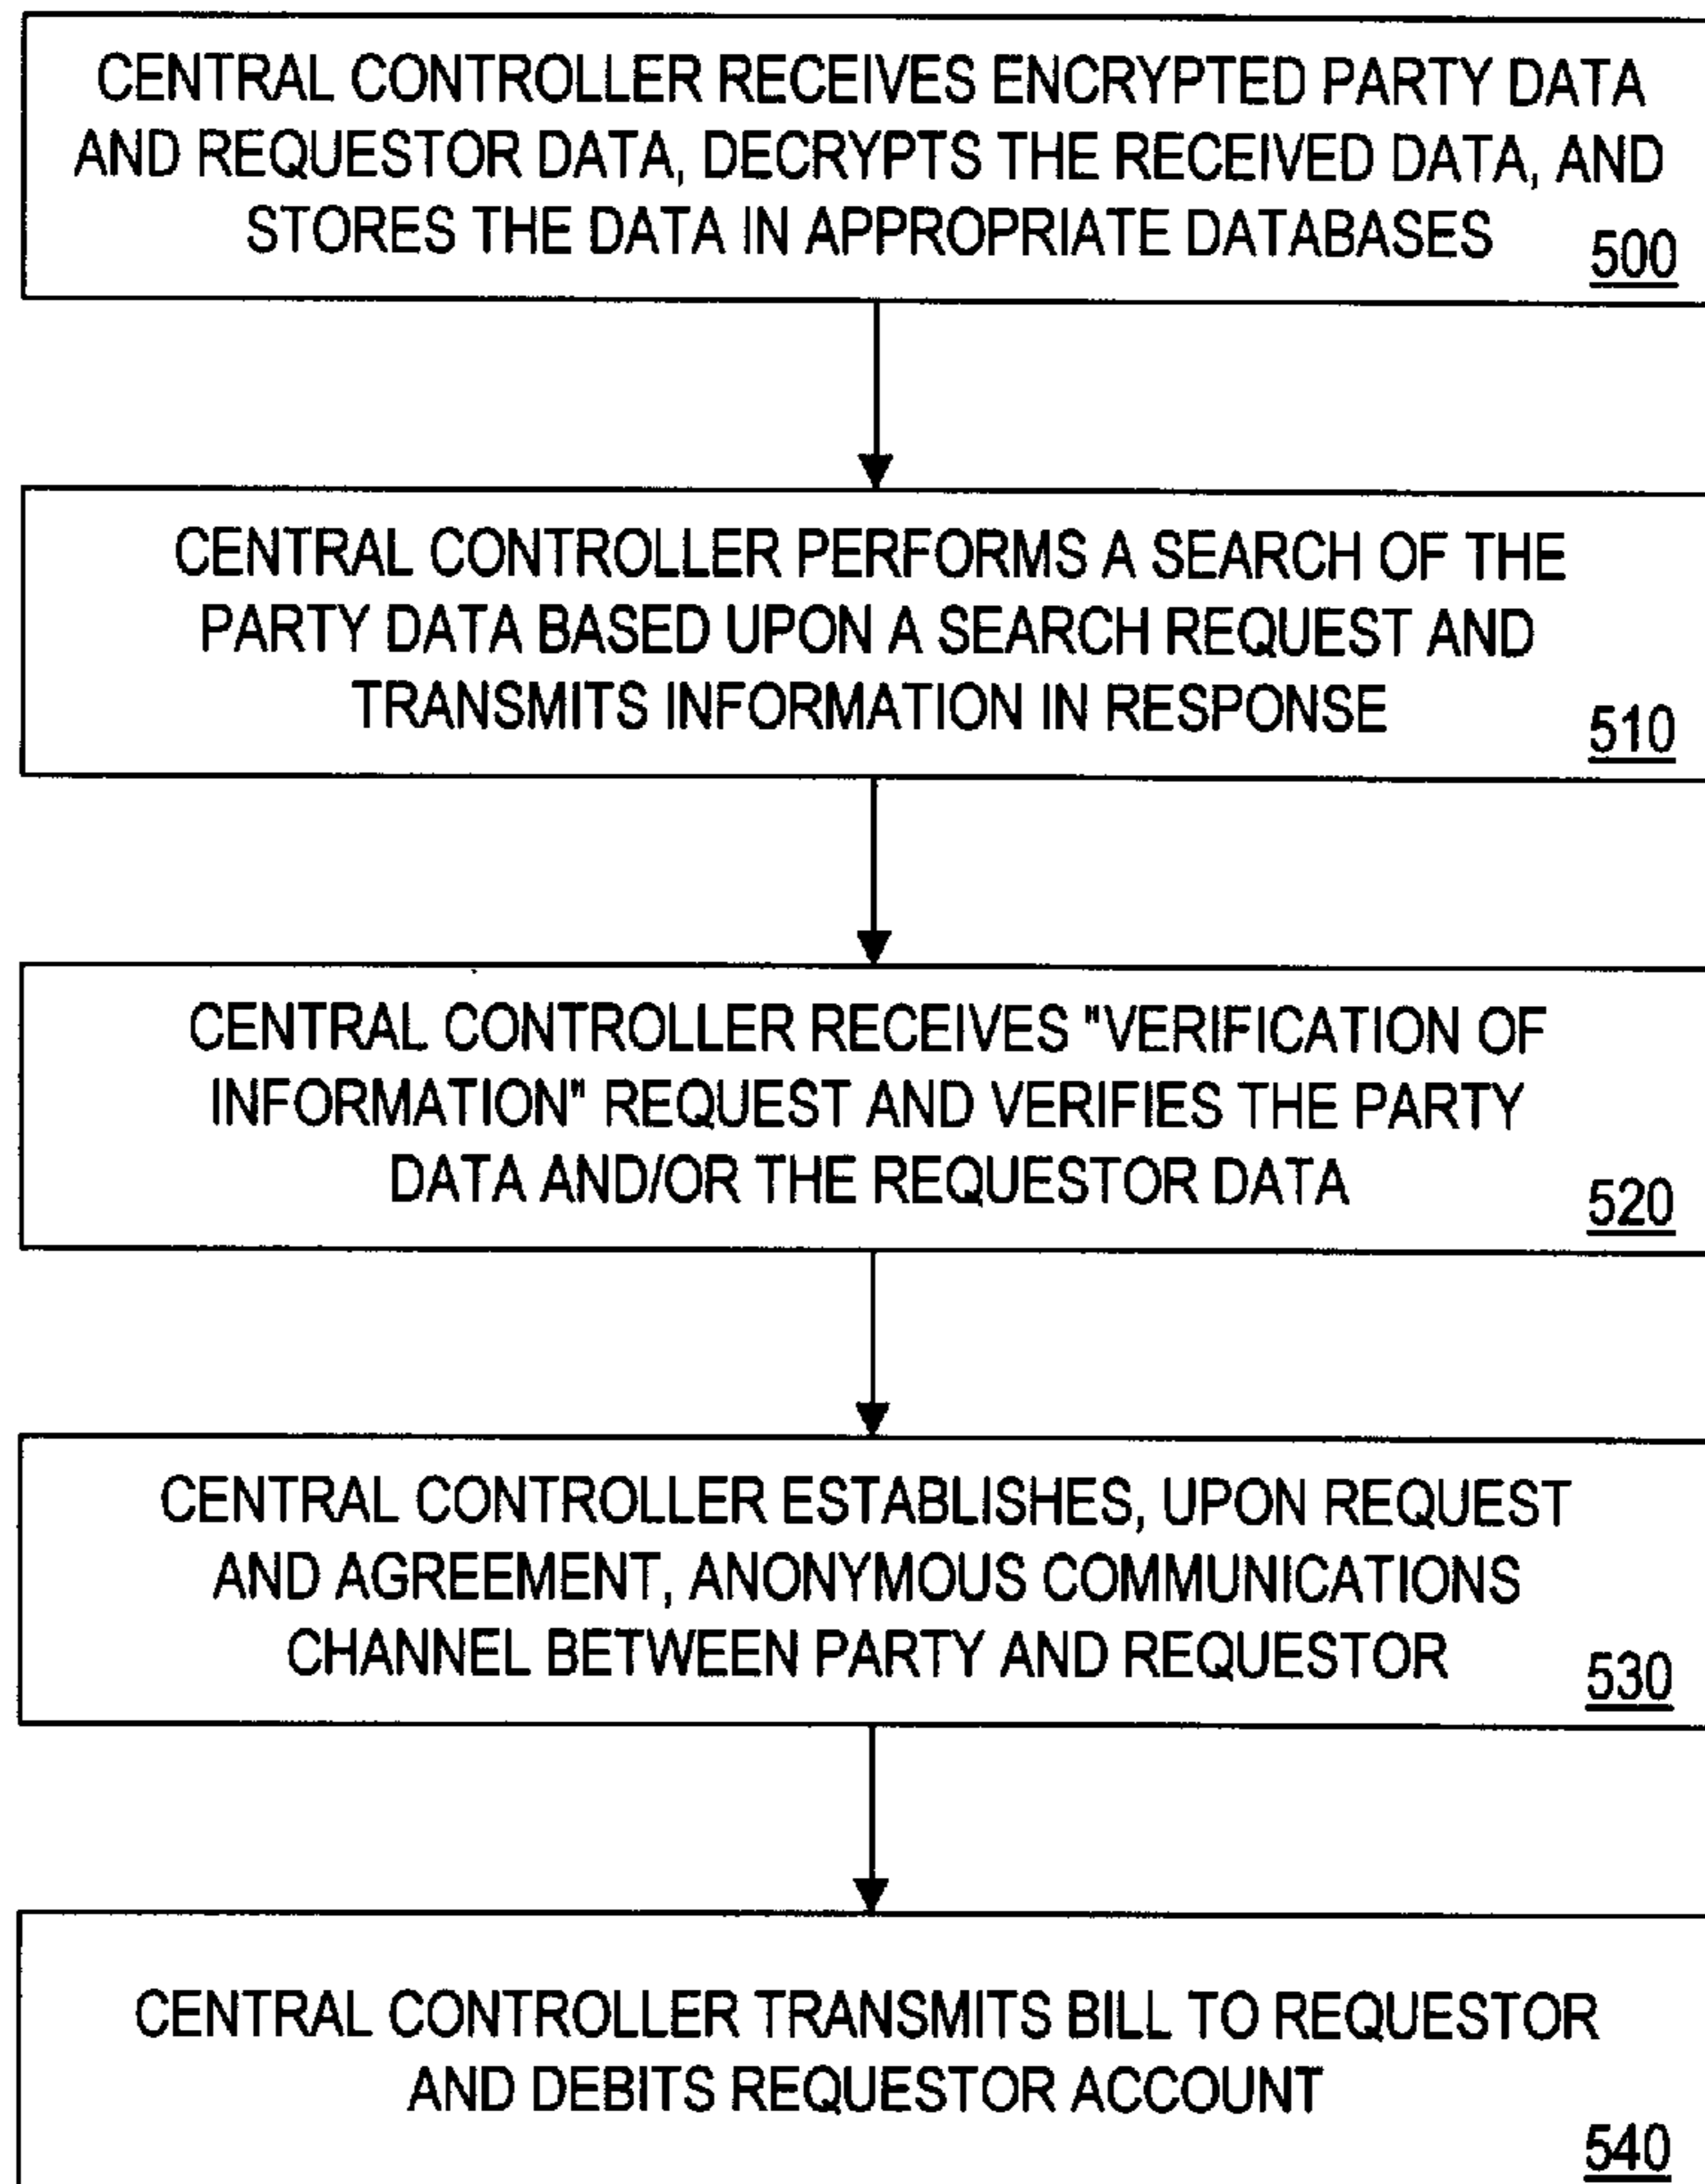 CENTRAL CONTROLLER RECEIVES ENCRYPTED PARTY DATA
AND REQUESTOR DATA, DECRYPTS THE RECEIVED DATA, AND
STORES THE DATA IN APPROPRIATE DATABASES
500
CENTRAL CONTROLLER PERFORMS A SEARCH OF THE
PARTY DATA BASED UPON A SEARCH REQUEST AND
TRANSMITS INFORMATION IN RESPONSE
510
CENTRAL CONTROLLER RECEIVES "VERIFICATION OF
INFORMATION" REQUEST AND VERIFIES THE PARTY
DATA AND/OR THE REQUESTOR DATA
520
CENTRAL CONTROLLER ESTABLISHES, UPON REQUEST
AND AGREEMENT, ANONYMOUS COMMUNICATIONS
CHANNEL BETWEEN PARTY AND REQUESTOR
530
CENTRAL CONTROLLER TRANSMITS BILL TO REQUESTOR
AND DEBITS REQUESTOR ACCOUNT
540